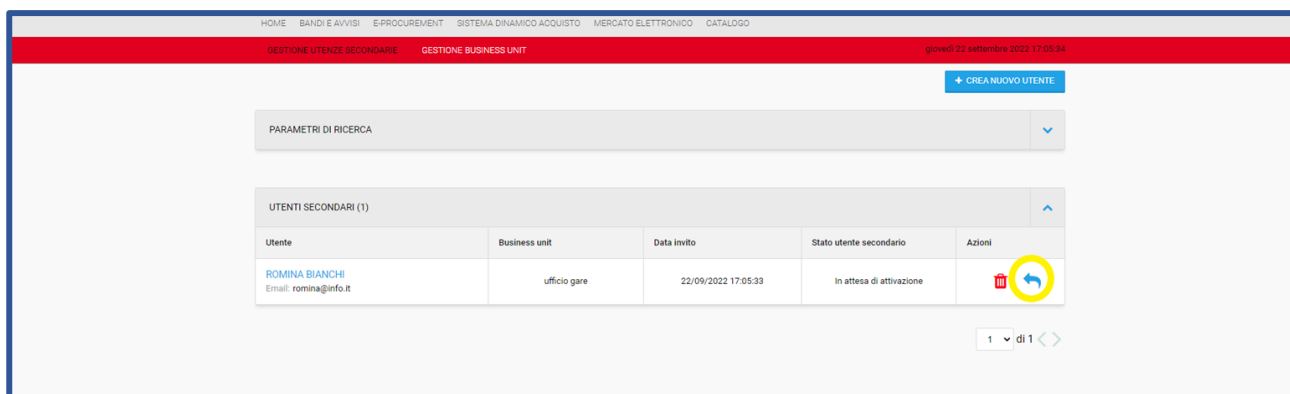 HOME BANDI E AVVISI E-PROCUREMENT SISTEMA DINAMICO ACQUISTO MERCATO ELETTRONICO CATALOGO
GESTIONE UTENZE SECONDARIE GESTIONE BUSINESS UNIT giovedì 22 settembre 2022 17:05:34
+ CREA NUOVO UTENTE
PARAMETRI DI RICERCA
UTENTI SECONDARI (1)
Utente Business unit Data invito Stato utente secondario Azioni
ROMINA BIANCHI
Email: romina@info.it ufficio gare 22/09/2022 17:05:33 In attesa di attivazione
1 di 1